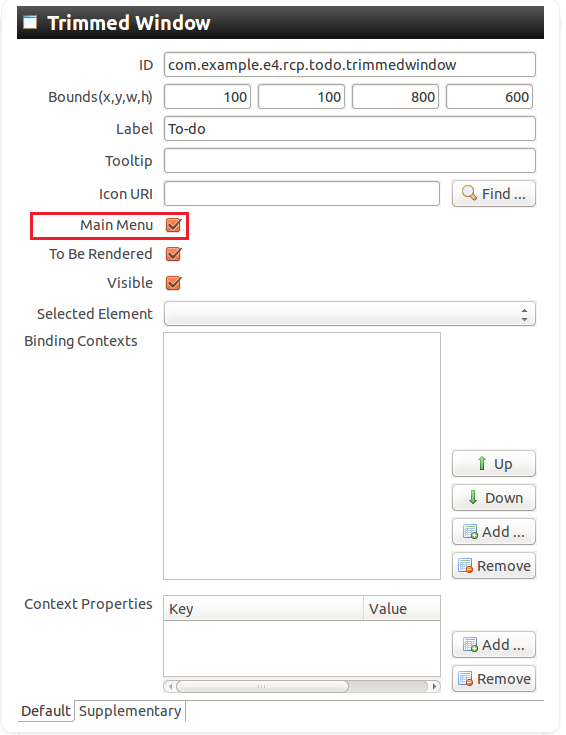 Trimmed Window
ID com.example.e4.rcp.todo.trimmedwindow
Bounds(x,y,w,h) 100 100 800 600
Label To-do
Tooltip
Icon URI Find ...
Main Menu
To Be Rendered
Visible
Selected Element
Binding Contexts
Up
Down
Add ...
Remove
Context Properties Key Value
Add ...
Remove
Default Supplementary